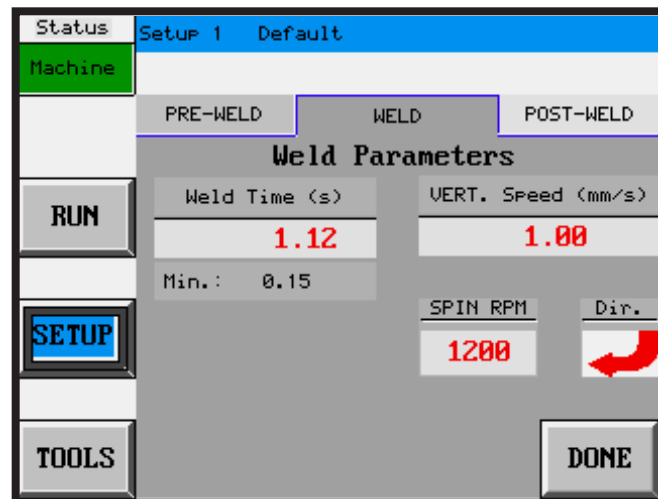 Status
Setup 1 Default
Machine
PRE-WELD WELD POST-WELD
Weld Parameters
Weld Time (s) VERT. Speed (mm/s)
RUN
1.12 1.00
Min.: 0.15
SPIN RPM Dir.
SETUP
1200
TOOLS DONE